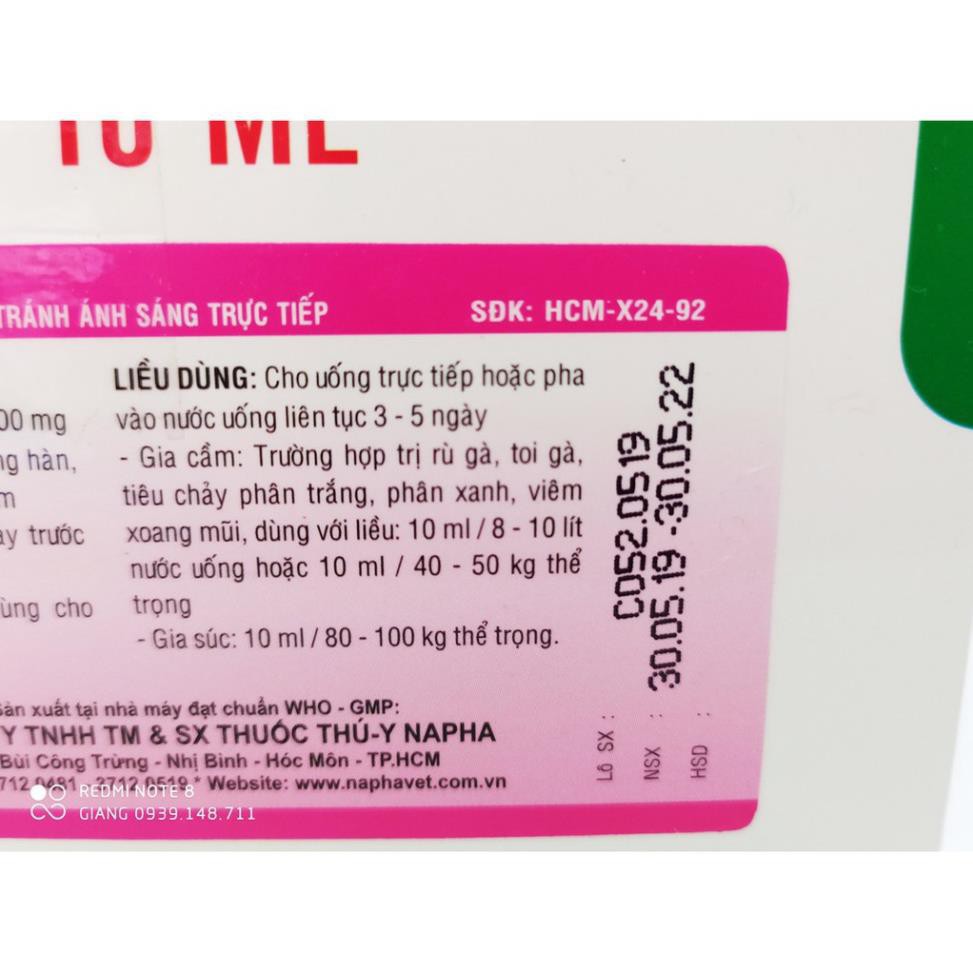 10 ML
TRÁNH ÁNH SÁNG TRỰC TIẾP SĐK: HCM-X24-92
00 mg
ng hàn,
ay trước
ùng cho
LIỀU DÙNG: Cho uống trực tiếp hoặc pha
vào nước uống liên tục 3 - 5 ngày
- Gia cầm: Trường hợp trị rù gà, toi gà,
tiêu chảy phân trắng, phân xanh, viêm
xoang mũi, dùng với liều: 10 ml / 8 - 10 lít
nước uống hoặc 10 ml / 40 - 50 kg thể
trọng
- Gia súc: 10 ml / 80 - 100 kg thể trọng.
C052.0519
30.05.19 -30.05.22
Lô SX :
NSX :
HSD :
Sản xuất tại nhà máy đạt chuẩn WHO - GMP:
Y TNHH TM & SX THUỐC THÚ-Y NAPHA
Bùi Công Trừng - Nhị Bình - Hóc Môn - TP.HCM
712 0481 - 3712 0519 * Website: www.naphavet.com.vn
REDMI NOTE 8
GIANG 0939.148.711